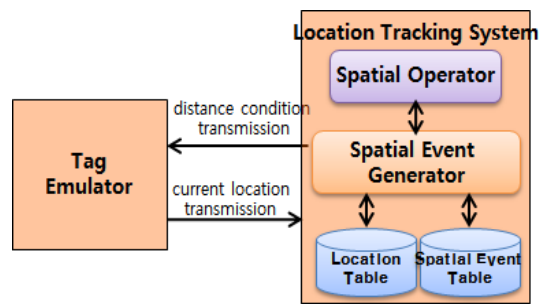 Location Tracking System
Spatial Operator
distance condition
transmission
Tag
Emulator
Spatial Event
Generator
current location
transmission
Location
Table
Spatial Event
Table